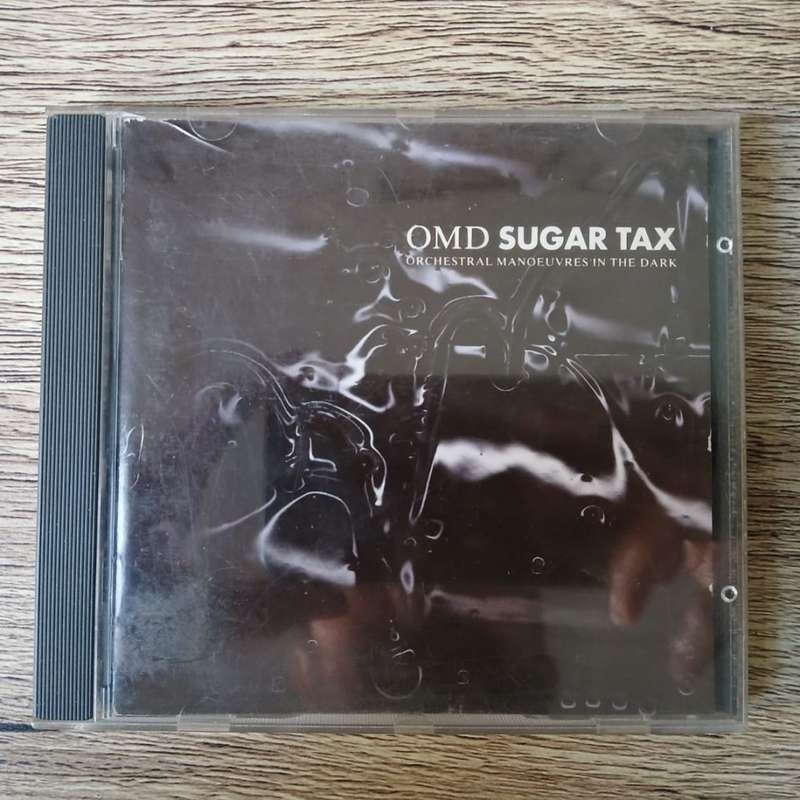 OMD SUGAR TAX
ORCHESTRAL MANOEUVRES IN THE DARK